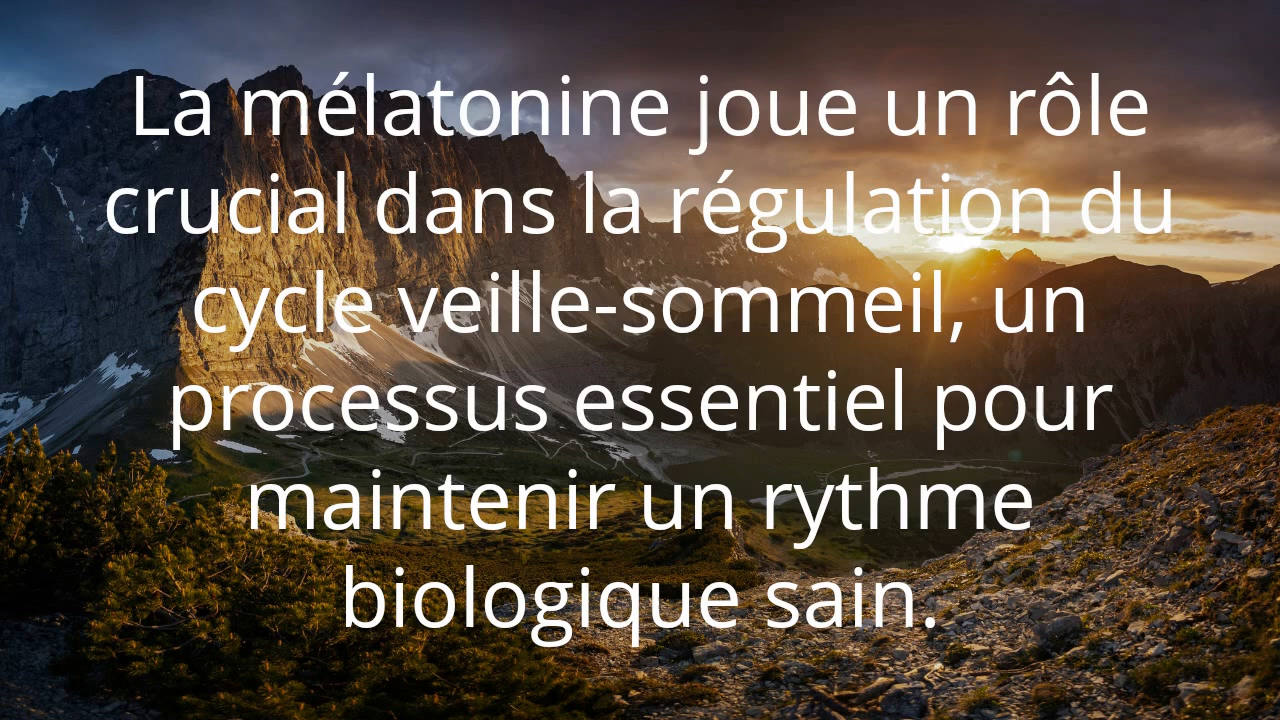 La mélatonine joue un rôle
crucial dans la régulation du
cycle veille-sommeil, un
processus essentiel pour
maintenir un rythme
biologique sain.